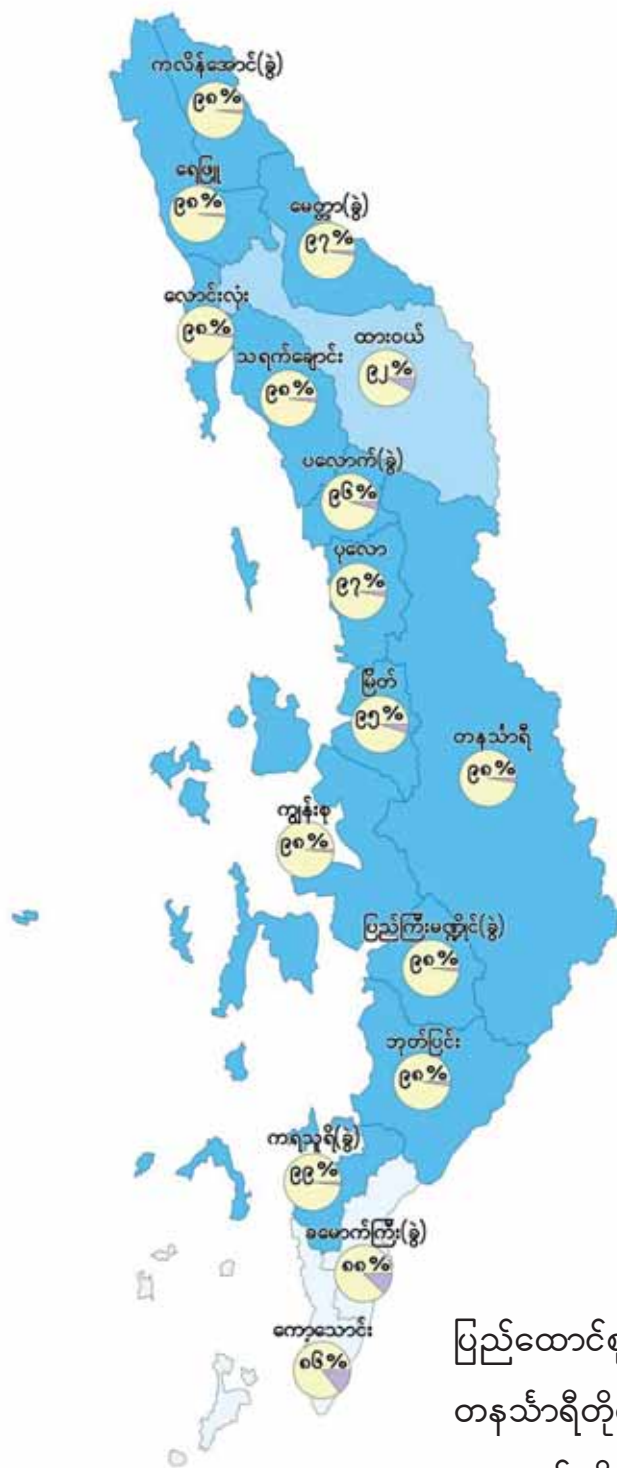 ကလိန်အောင်(ခွဲ)
၉၈%
ရေဖြူ
၉၈%
မေတ္တာ(ခွဲ)
၉၇%
လောင်းလုံး
၉၈%
သရက်ချောင်း
၉၈%
ထားဝယ်
၉၂%
ပလောက်(ခွဲ)
၉၆%
ပုလော
၉၇%
မြိတ်
၉၅%
တနင်္သာရီ
၉၈%
ကျွန်းစု
၉၈%
ပြည်ကြီးမဏ္ဍိုင်(ခွဲ)
၉၈%
ဘုတ်ပြင်း
၉၈%
ကရသူရိ(ခွဲ)
၉၉%
ခမောက်ကြီး(ခွဲ)
၈၈%
ကော့သောင်း
၈၆%
ပြည်ထောင်စု
တနင်္သာရီတို